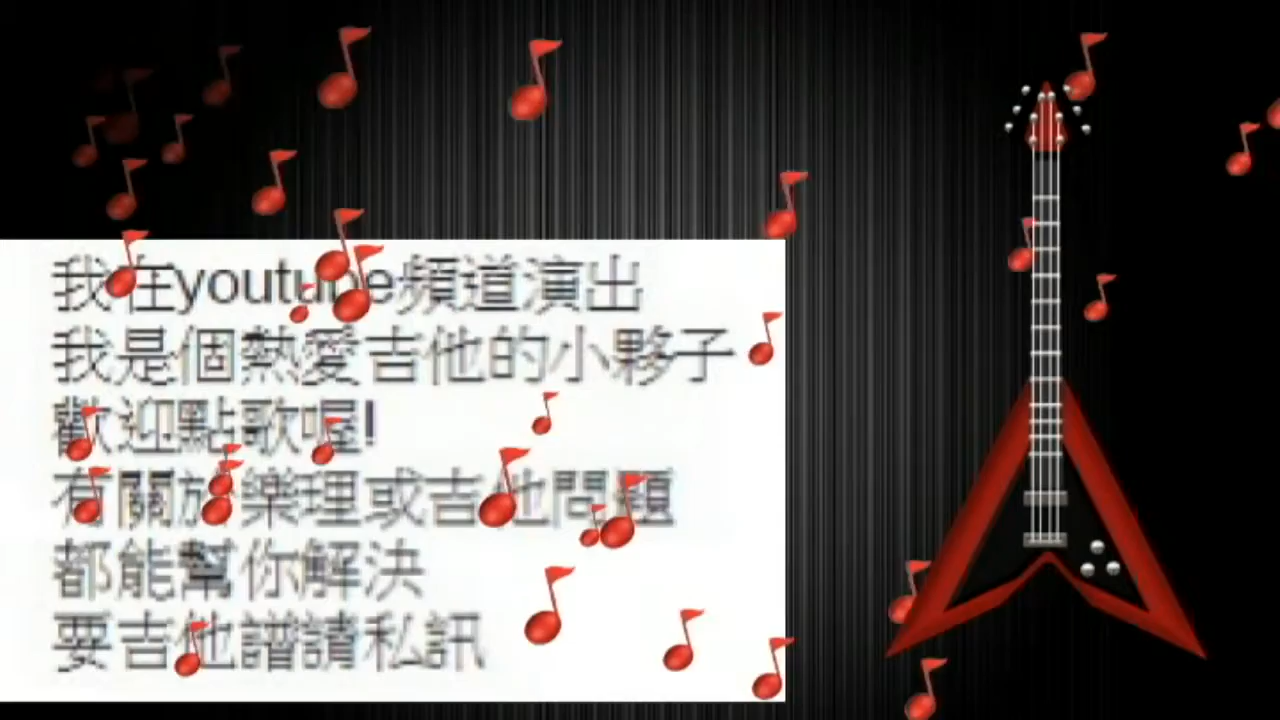 我在youtube頻道演出
我是個熱愛吉他的小夥子
歡迎點歌喔!
有關於樂理或吉他問題
都能幫你解決
要吉他譜請私訊